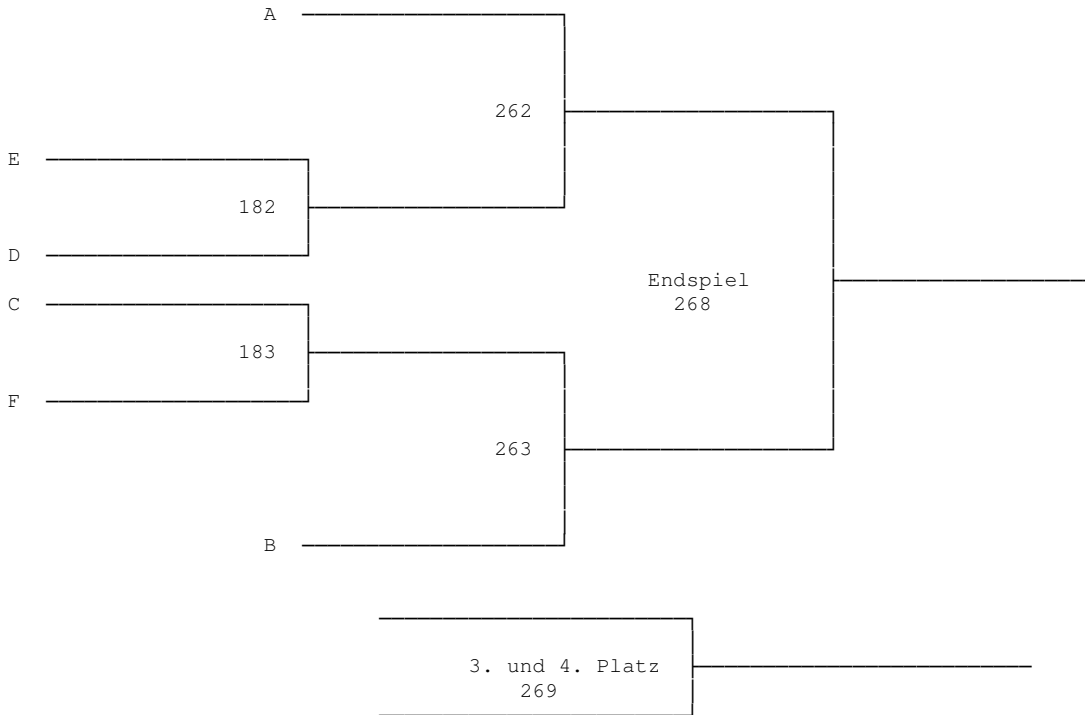 A
262
E
182
D
Endspiel
268
C
183
F
263
B
3. und 4. Platz
269